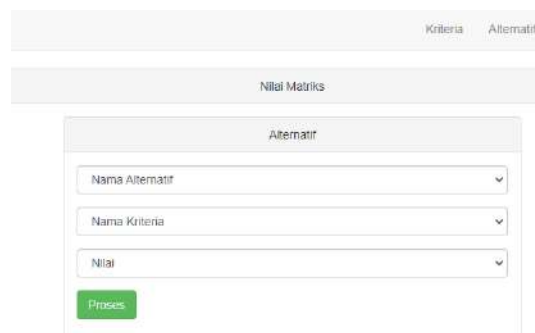 Kriteria Alternatif
Nilai Matriks
Alternatif
Nama Alternatif
Nama Kriteria
Nilai
Proses